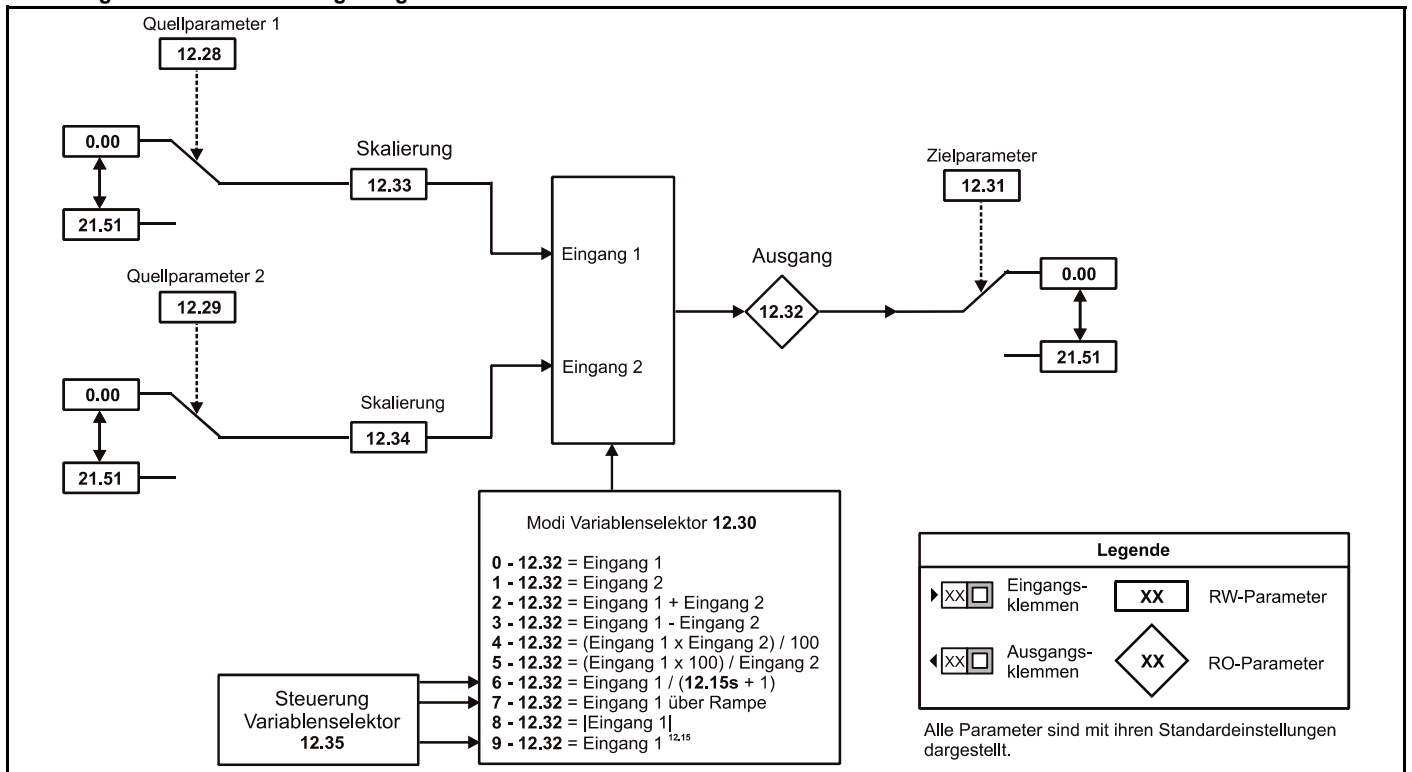 Quellparameter 1
12.28
0.00
21.51
Skalierung
12.33
Quellparameter 2
12.29
0.00
21.51
Skalierung
12.34
Eingang 1
Eingang 2
Ausgang
12.32
Zielparameter
12.31
0.00
21.51
Modi Variablenselektor 12.30
0 - 12.32 = Eingang 1
1 - 12.32 = Eingang 2
2 - 12.32 = Eingang 1 + Eingang 2
3 - 12.32 = Eingang 1 - Eingang 2
4 - 12.32 = (Eingang 1 x Eingang 2) / 100
5 - 12.32 = (Eingang 1 x 100) / Eingang 2
6 - 12.32 = Eingang 1 / (12.15s + 1)
7 - 12.32 = Eingang 1 über Rampe
8 - 12.32 = |Eingang 1|
9 - 12.32 = Eingang 1 12.15
Steuerung
Variablenselektor
12.35
Legende
XX Eingangs-
klemmen
XX RW-Parameter
XX Ausgangs-
klemmen
XX RO-Parameter
Alle Parameter sind mit ihren Standardeinstellungen
dargestellt.